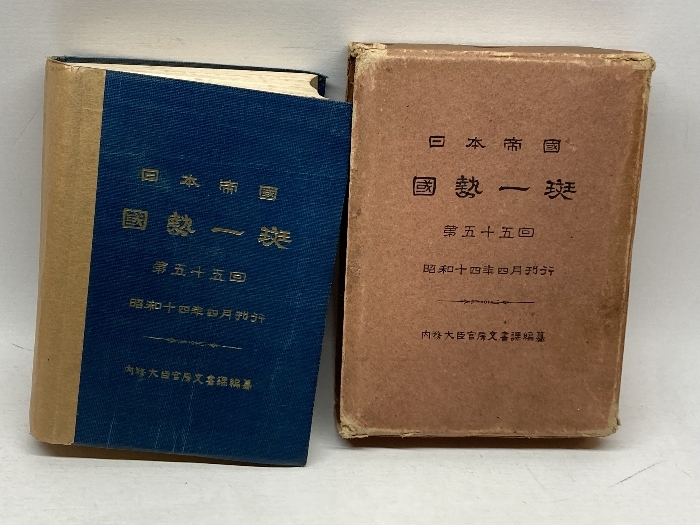 日本帝國
國勢一斑
第五十五回
昭和十四年四月刊行
内務大臣官房文書課編纂
日本帝國
國勢一斑
第五十五回
昭和十四年四月刊行
内務大臣官房文書課編纂